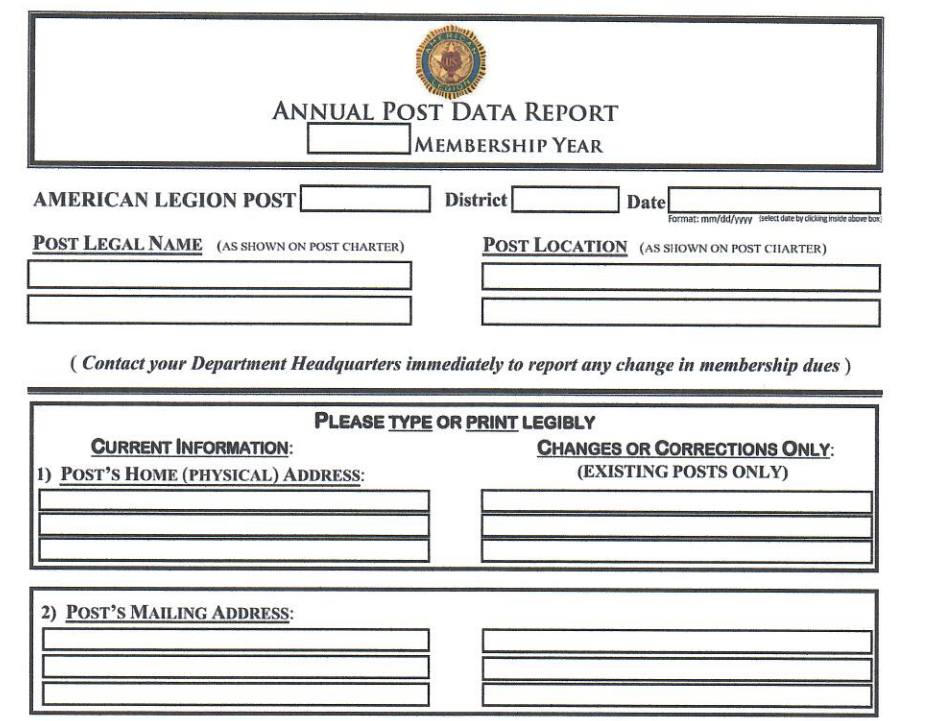 AMERICAN
U.S.
LEGION
ANNUAL POST DATA REPORT
MEMBERSHIP YEAR
AMERICAN LEGION POST District Date
Format: mm/dd/yyyy (select date by clicking inside above box)
POST LEGAL NAME (AS SHOWN ON POST CHARTER) POST LOCATION (AS SHOWN ON POST CHARTER)
( Contact your Department Headquarters immediately to report any change in membership dues )
PLEASE TYPE OR PRINT LEGIBLY
CURRENT INFORMATION: CHANGES OR CORRECTIONS ONLY:
1) POST'S HOME (PHYSICAL) ADDRESS: (EXISTING POSTS ONLY)
2) POST'S MAILING ADDRESS: